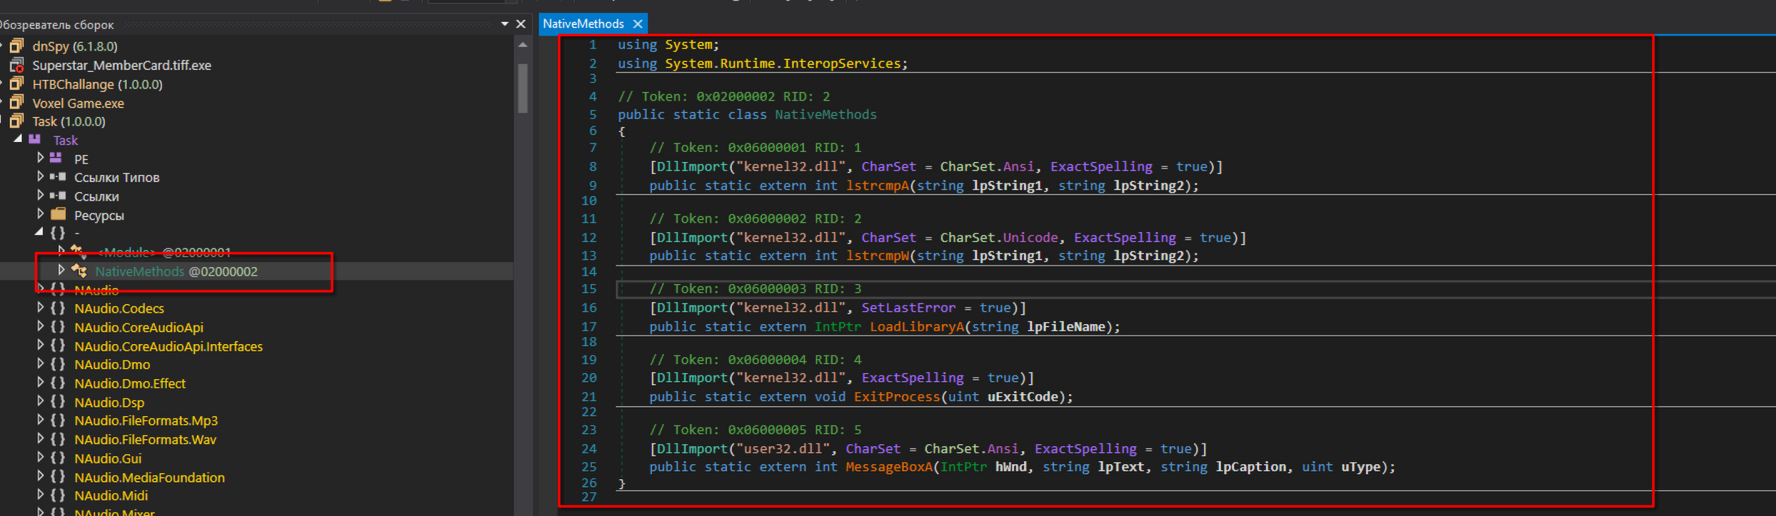 Обозреватель сборок
dnSpy (6.1.8.0)
Superstar_MemberCard.tiff.exe
HTBChallange (1.0.0.0)
Voxel Game.exe
Task (1.0.0.0)
Task
PE
Ссылки Типов
Ссылки
Ресурсы
{ } -
<Module> @02000001
NativeMethods @02000002
{ } NAudio
{ } NAudio.Codecs
{ } NAudio.CoreAudioApi
{ } NAudio.CoreAudioApi.Interfaces
{ } NAudio.Dmo
{ } NAudio.Dmo.Effect
{ } NAudio.Dsp
{ } NAudio.FileFormats.Mp3
{ } NAudio.FileFormats.Wav
{ } NAudio.Gui
{ } NAudio.MediaFoundation
{ } NAudio.Midi
{ } NAudio.Mixer
NativeMethods
1 using System;
2 using System.Runtime.InteropServices;
3
4 // Token: 0x02000002 RID: 2
5 public static class NativeMethods
6 {
7 // Token: 0x06000001 RID: 1
8 [DllImport("kernel32.dll", CharSet = CharSet.Ansi, ExactSpelling = true)]
9 public static extern int lstrcmpA(string lpString1, string lpString2);
10
11 // Token: 0x06000002 RID: 2
12 [DllImport("kernel32.dll", CharSet = CharSet.Unicode, ExactSpelling = true)]
13 public static extern int lstrcmpW(string lpString1, string lpString2);
14
15 // Token: 0x06000003 RID: 3
16 [DllImport("kernel32.dll", SetLastError = true)]
17 public static extern IntPtr LoadLibraryA(string lpFileName);
18
19 // Token: 0x06000004 RID: 4
20 [DllImport("kernel32.dll", ExactSpelling = true)]
21 public static extern void ExitProcess(uint uExitCode);
22
23 // Token: 0x06000005 RID: 5
24 [DllImport("user32.dll", CharSet = CharSet.Ansi, ExactSpelling = true)]
25 public static extern int MessageBoxA(IntPtr hWnd, string lpText, string lpCaption, uint uType);
26 }
27